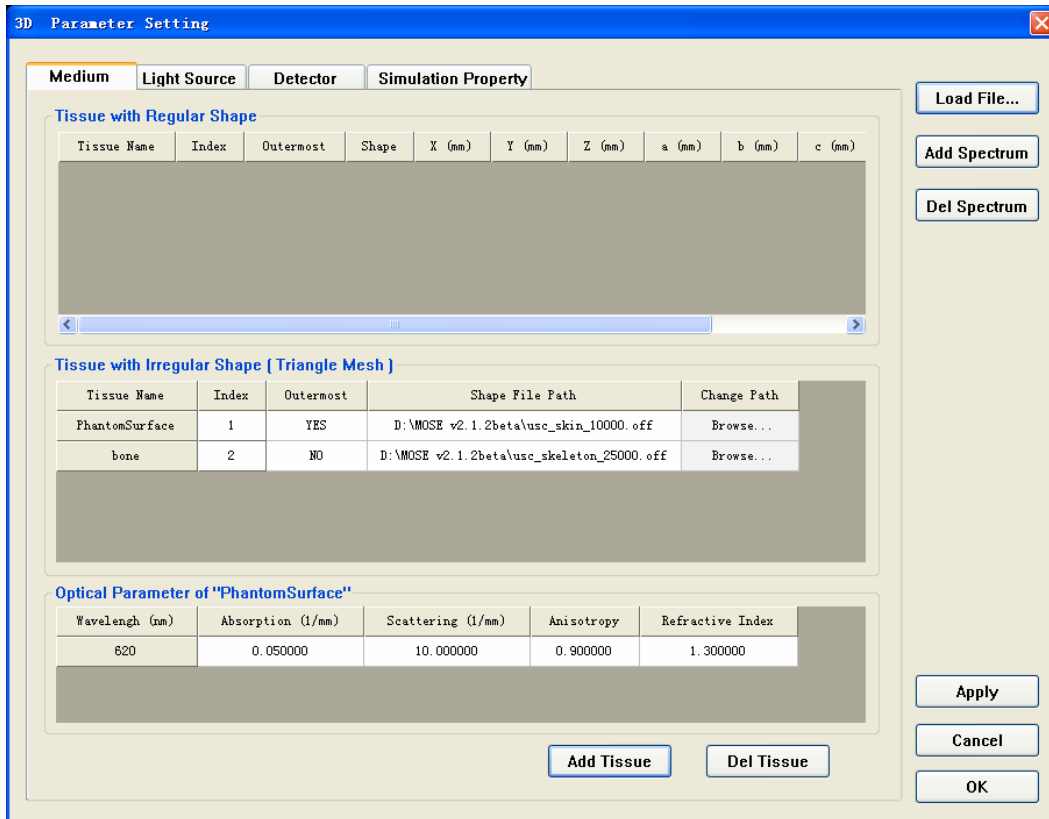 3D Parameter Setting
Medium Light Source Detector Simulation Property
Load File...
Add Spectrum
Del Spectrum
Tissue with Regular Shape
Tissue Name Index Outermost Shape X (mm) Y (mm) Z (mm) a (mm) b (mm) c (mm)
Tissue with Irregular Shape ( Triangle Mesh )
Tissue Name Index Outermost Shape File Path Change Path
PhantomSurface 1 YES D:\MOSE v2.1.2beta\usc_skin_10000.off Browse...
bone 2 NO D:\MOSE v2.1.2beta\usc_skeleton_25000.off Browse...
Optical Parameter of "PhantomSurface"
Wavelengh (nm) Absorption (1/mm) Scattering (1/mm) Anisotropy Refractive Index
620 0.050000 10.000000 0.900000 1.300000
Add Tissue Del Tissue
Apply
Cancel
OK